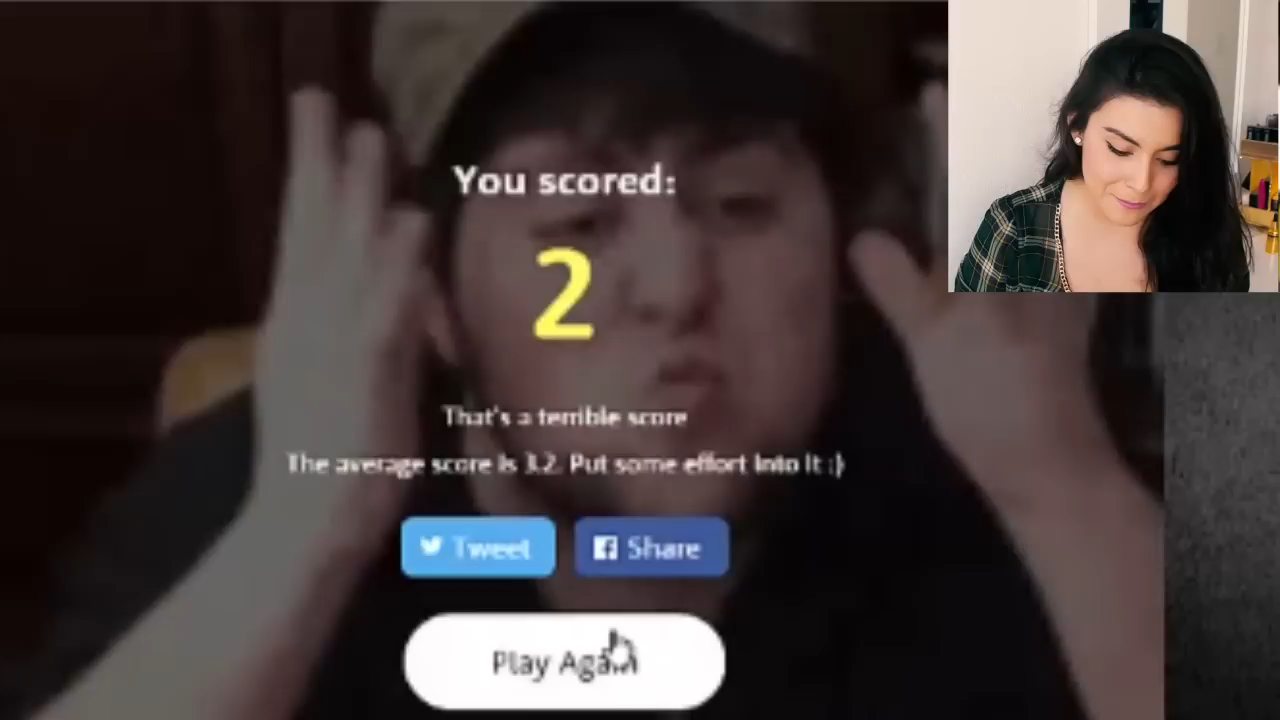 You scored:
2
That's a terrible score
The average score is 3.2. Put some effort into it :)
Tweet
Share
Play Again